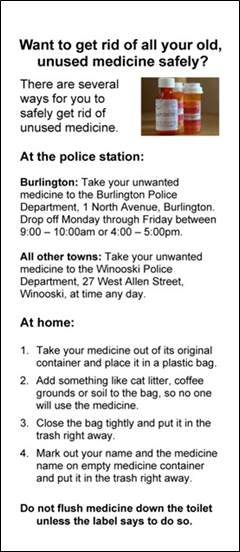 Want to get rid of all your old,
unused medicine safely?
There are several
ways for you to
safely get rid of
unused medicine.
At the police station:
Burlington: Take your unwanted
medicine to the Burlington Police
Department, 1 North Avenue, Burlington.
Drop off Monday through Friday between
9:00 – 10:00am or 4:00 – 5:00pm.
All other towns: Take your unwanted
medicine to the Winooski Police
Department, 27 West Allen Street,
Winooski, at time any day.
At home:
1. Take your medicine out of its original
container and place it in a plastic bag.
2. Add something like cat litter, coffee
grounds or soil to the bag, so no one
will use the medicine.
3. Close the bag tightly and put it in the
trash right away.
4. Mark out your name and the medicine
name on empty medicine container
and put it in the trash right away.
Do not flush medicine down the toilet
unless the label says to do so.